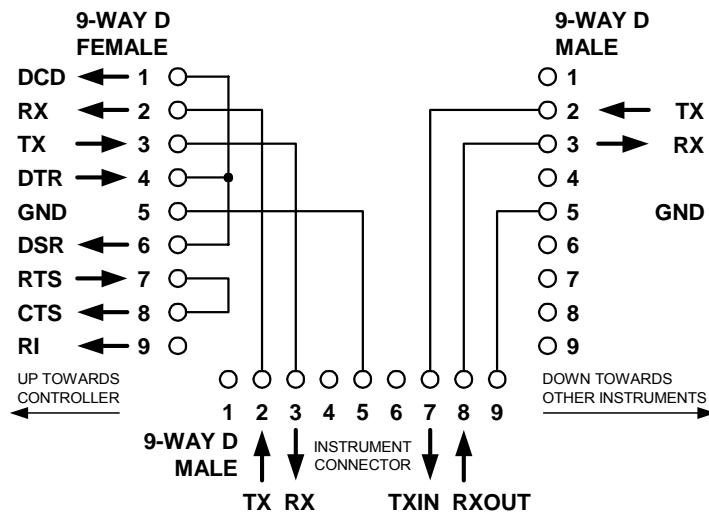 9-WAY D
FEMALE
DCD 1
RX 2
TX 3
DTR 4
GND 5
DSR 6
RTS 7
CTS 8
RI 9
UP TOWARDS
CONTROLLER
9-WAY D
MALE
1
2 TX
3 RX
4
5 GND
6
7
8
9
DOWN TOWARDS
OTHER INSTRUMENTS
1 2 3 4 5 6 7 8 9
9-WAY D
MALE
INSTRUMENT
CONNECTOR
TX RX TXIN RXOUT